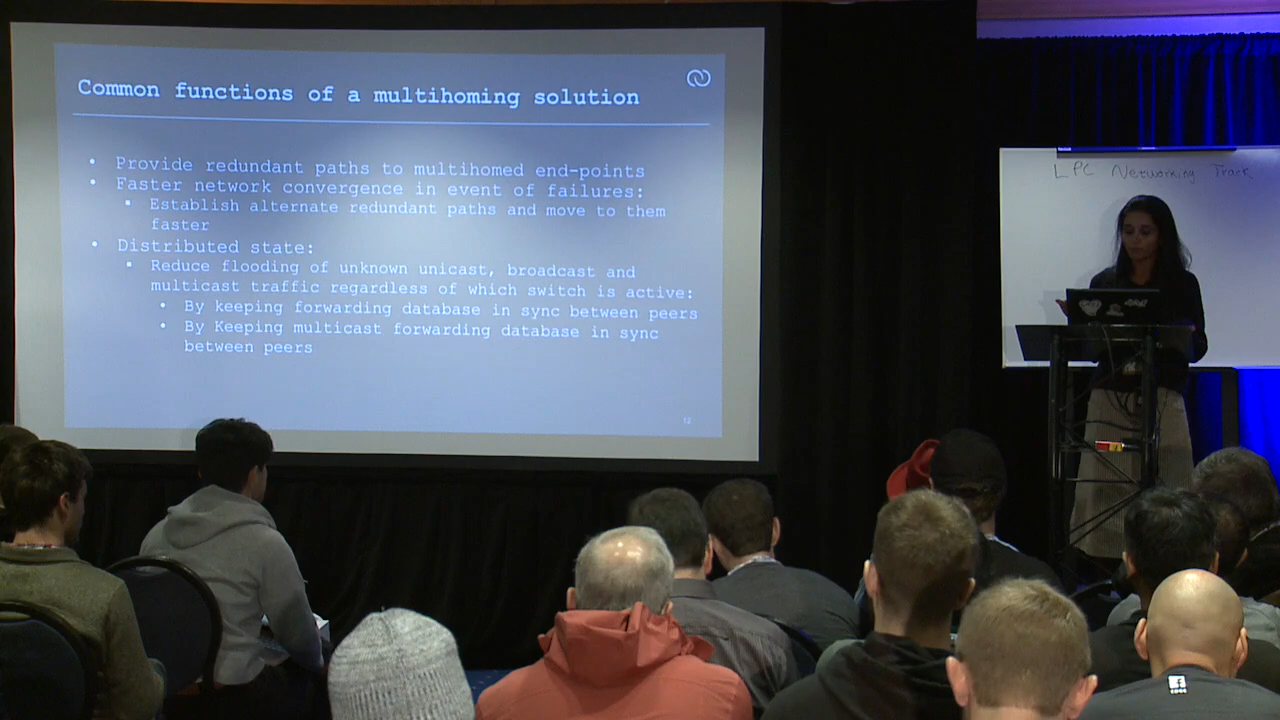 Common functions of a multihoming solution
• Provide redundant paths to multihomed end-points
• Faster network convergence in event of failures:
▪ Establish alternate redundant paths and move to them
faster
• Distributed state:
▪ Reduce flooding of unknown unicast, broadcast and
multicast traffic regardless of which switch is active:
• By keeping forwarding database in sync between peers
• By Keeping multicast forwarding database in sync
between peers
12
LPC Networking Track
f